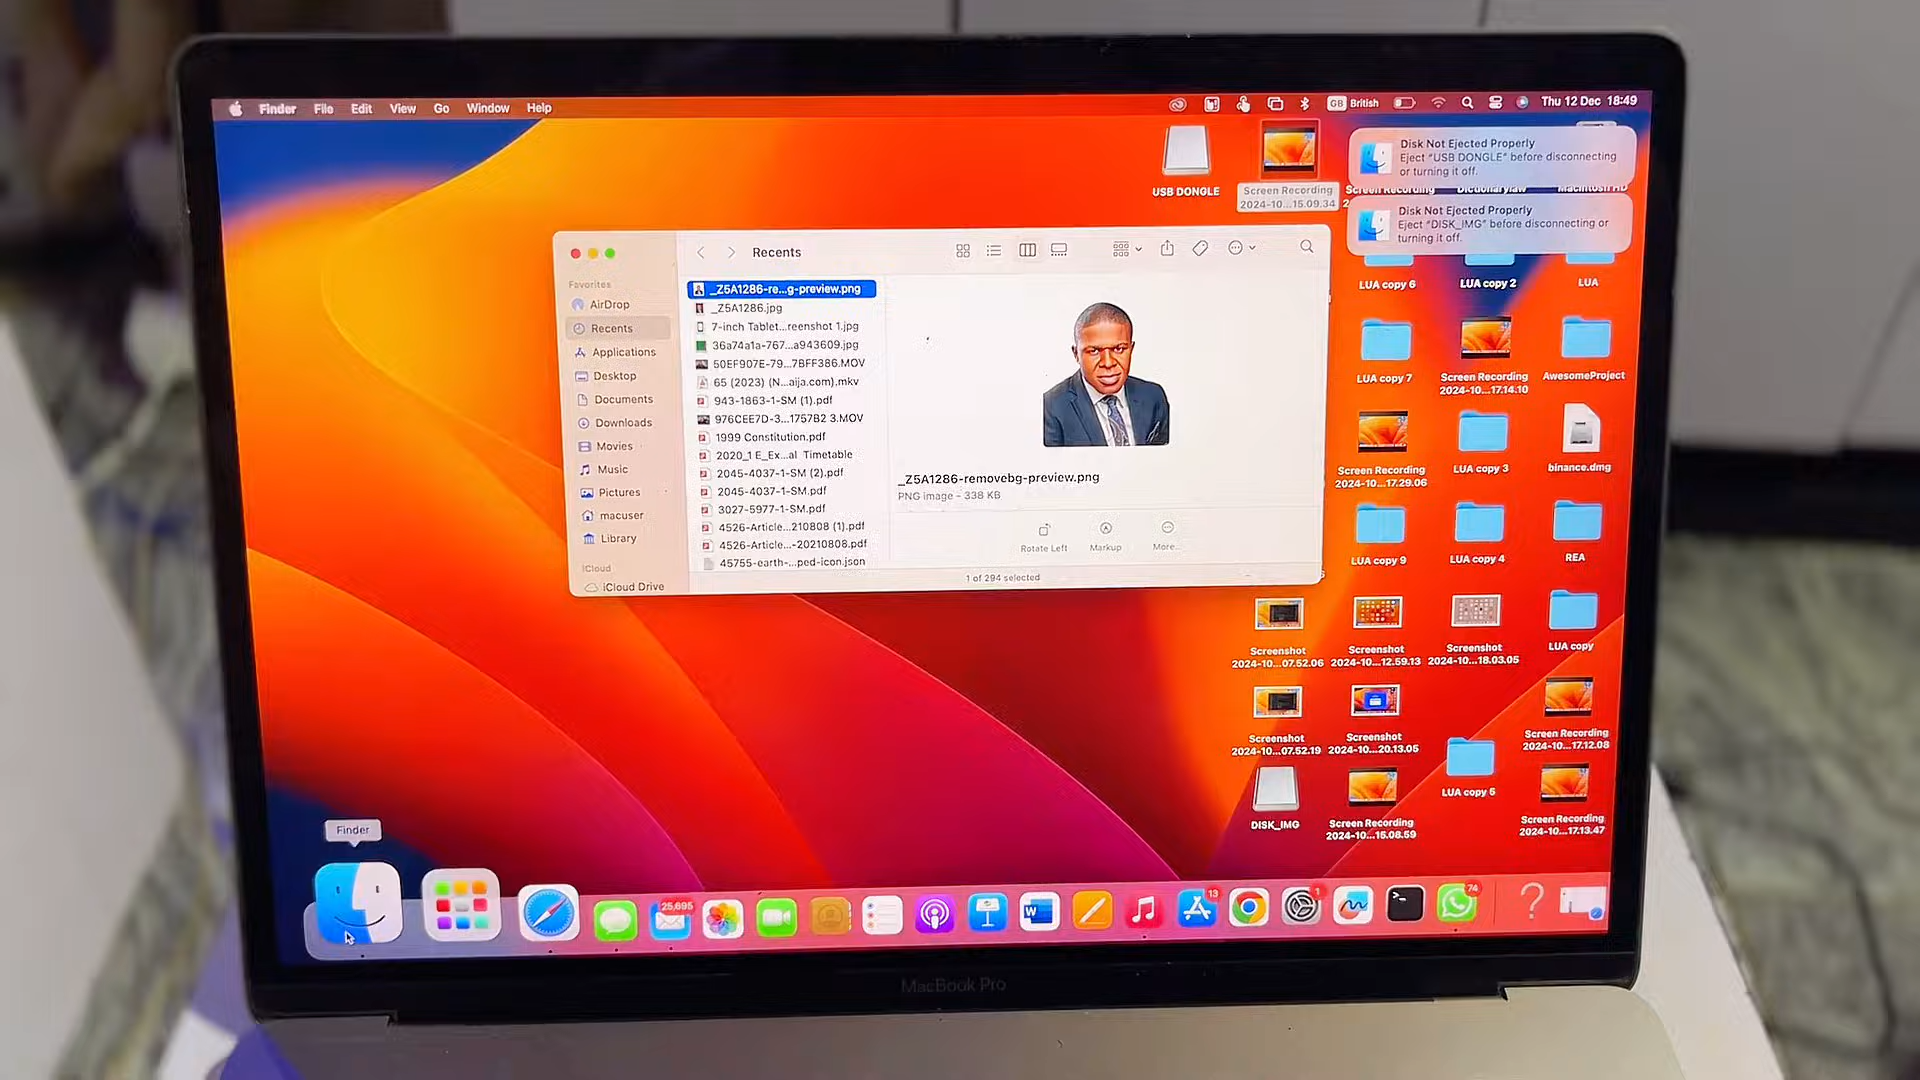 Finder File Edit View Go Window Help
GB British Thu 12 Dec 18:49
USB DONGLE
Screen Recording
2024-10...15.09.34
Disk Not Ejected Properly
Eject "USB DONGLE" before disconnecting
or turning it off.
Screen Recording
Dictionarylaw
Macintosh HD
Disk Not Ejected Properly
Eject "DISK_IMG" before disconnecting or
turning it off.
Recents
Favorites
AirDrop
Recents
Applications
Desktop
Documents
Downloads
Movies
Music
Pictures
macuser
Library
iCloud
iCloud Drive
_Z5A1286-re...g-preview.png
_Z5A1286.jpg
7-inch Tablet...reenshot 1.jpg
36a74a1a-767...a943609.jpg
50EF907E-79...7BFF386.MOV
65 (2023) (N...aija.com).mkv
943-1863-1-SM (1).pdf
976CEE7D-3...1757B2 3.MOV
1999 Constitution.pdf
2020_1 E_Ex...al Timetable
2045-4037-1-SM (2).pdf
2045-4037-1-SM.pdf
3027-5977-1-SM.pdf
4526-Article...210808 (1).pdf
4526-Article...-20210808.pdf
45755-earth-...ped-icon.json
_Z5A1286-removebg-preview.png
PNG image - 338 KB
Rotate Left Markup More...
1 of 294 selected
LUA copy 6
LUA copy 2
LUA
LUA copy 7
Screen Recording
2024-10...17.14.10
AwesomeProject
Screen Recording
2024-10...17.29.06
LUA copy 3
binance.dmg
LUA copy 9
LUA copy 4
REA
Screenshot
2024-10...07.52.06
Screenshot
2024-10...12.59.13
Screenshot
2024-10...18.03.05
LUA copy
Screenshot
2024-10...07.52.19
Screenshot
2024-10...20.13.05
LUA copy 5
Screen Recording
2024-10...17.12.08
DISK_IMG
Screen Recording
2024-10...15.08.59
Screen Recording
2024-10...17.13.47
Finder
25,695
W
13
1
74
MacBook Pro